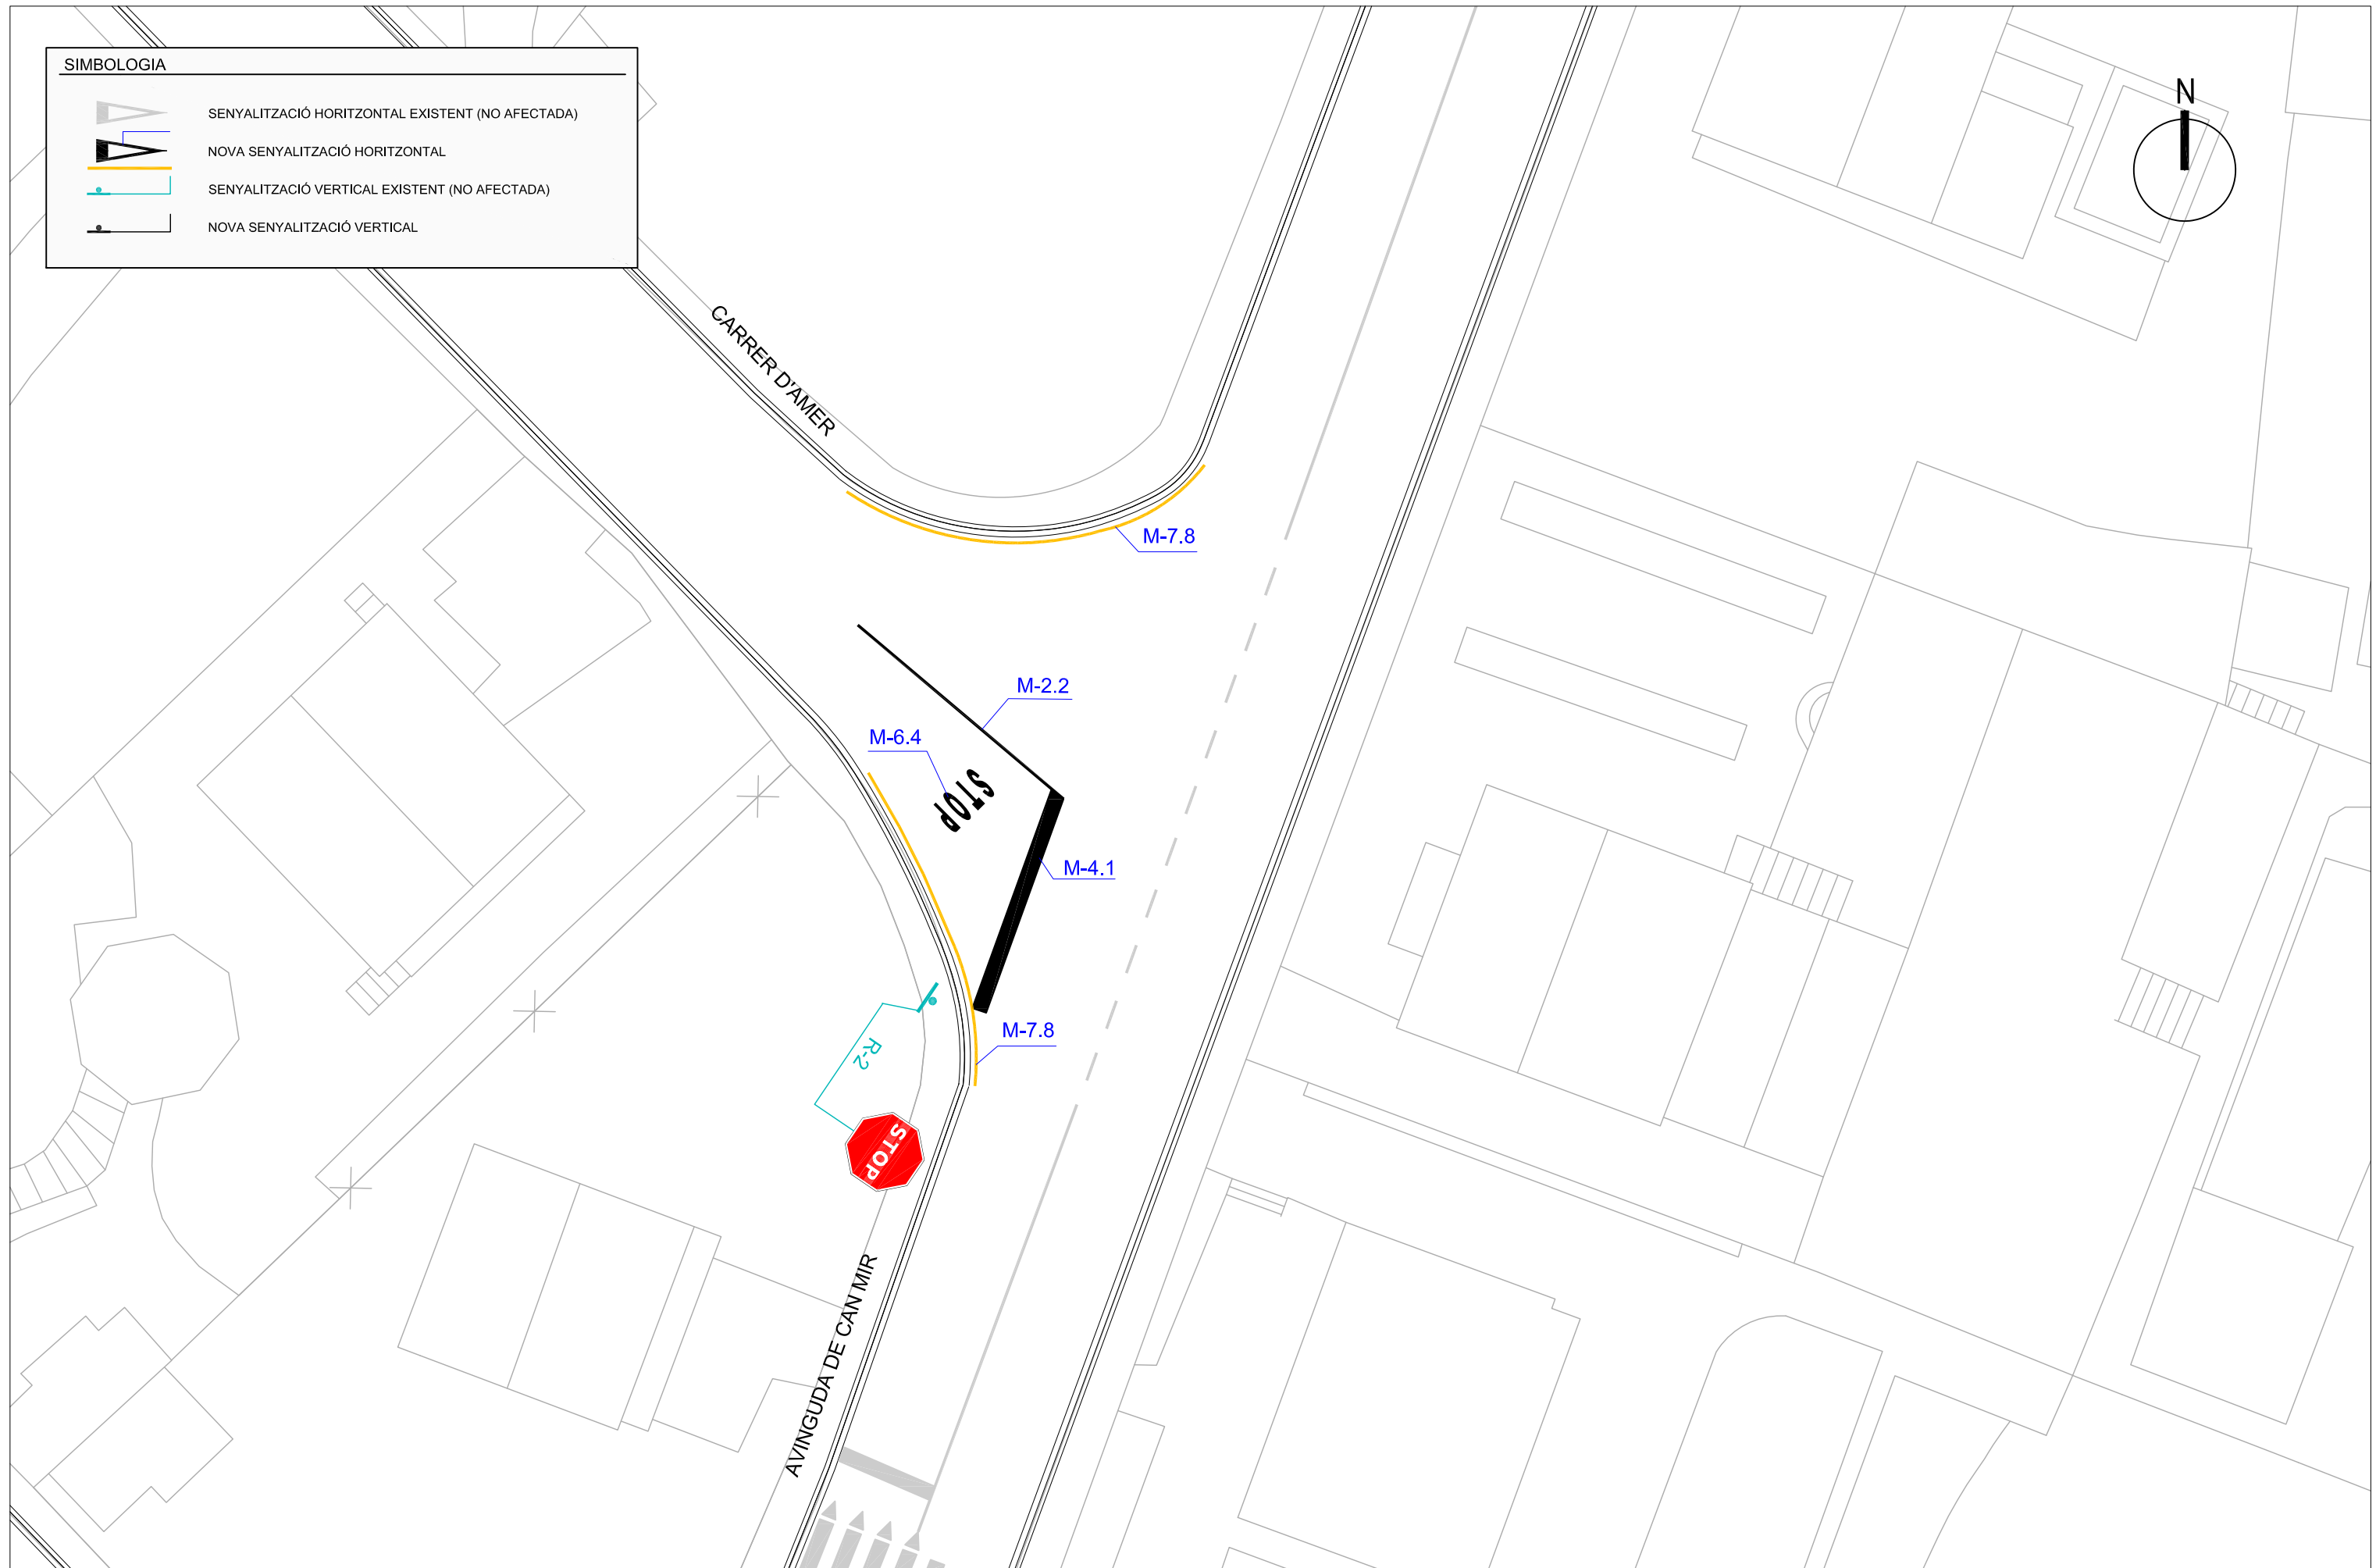 SIMBOLOGIA
SENYALITZACIÓ HORITZONTAL EXISTENT (NO AFECTADA)
NOVA SENYALITZACIÓ HORITZONTAL
SENYALITZACIÓ VERTICAL EXISTENT (NO AFECTADA)
NOVA SENYALITZACIÓ VERTICAL
N
CARRER D'AMER
M-7.8
M-2.2
M-6.4
STOP
M-4.1
M-7.8
R-2
STOP
AVINGUDA DE CAN MIR